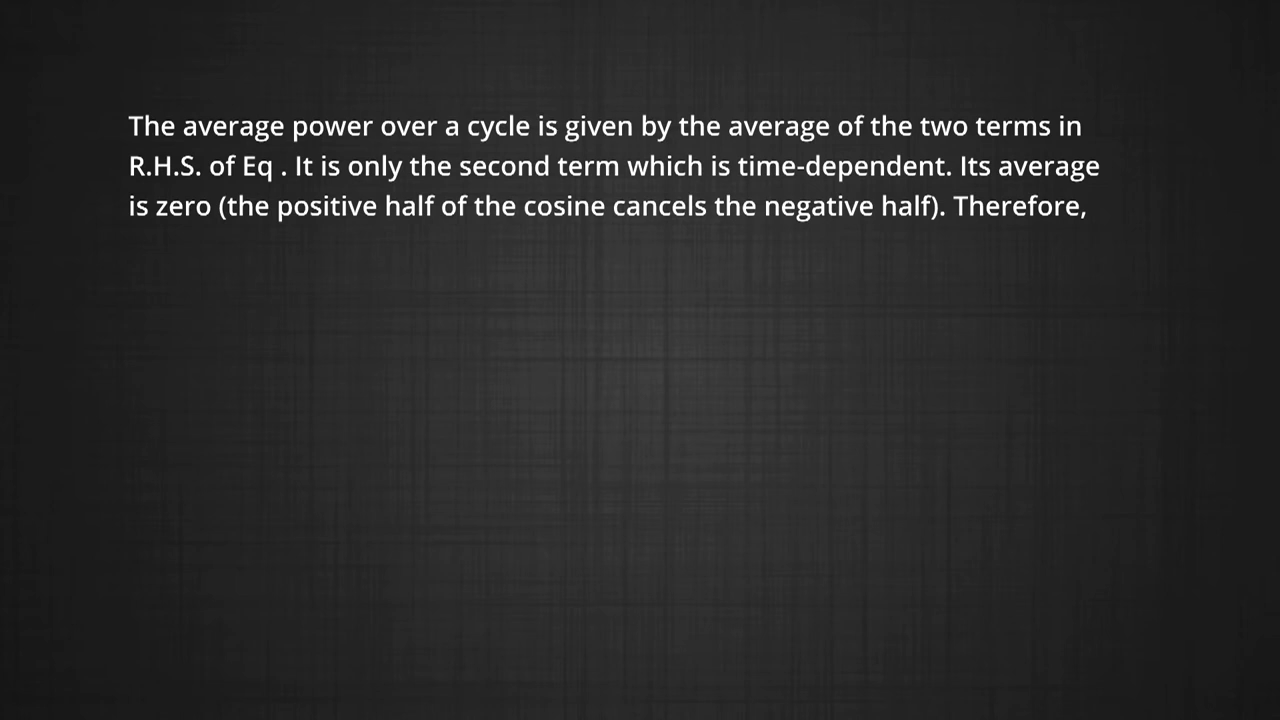 The average power over a cycle is given by the average of the two terms in
R.H.S. of Eq . It is only the second term which is time-dependent. Its average
is zero (the positive half of the cosine cancels the negative half). Therefore,